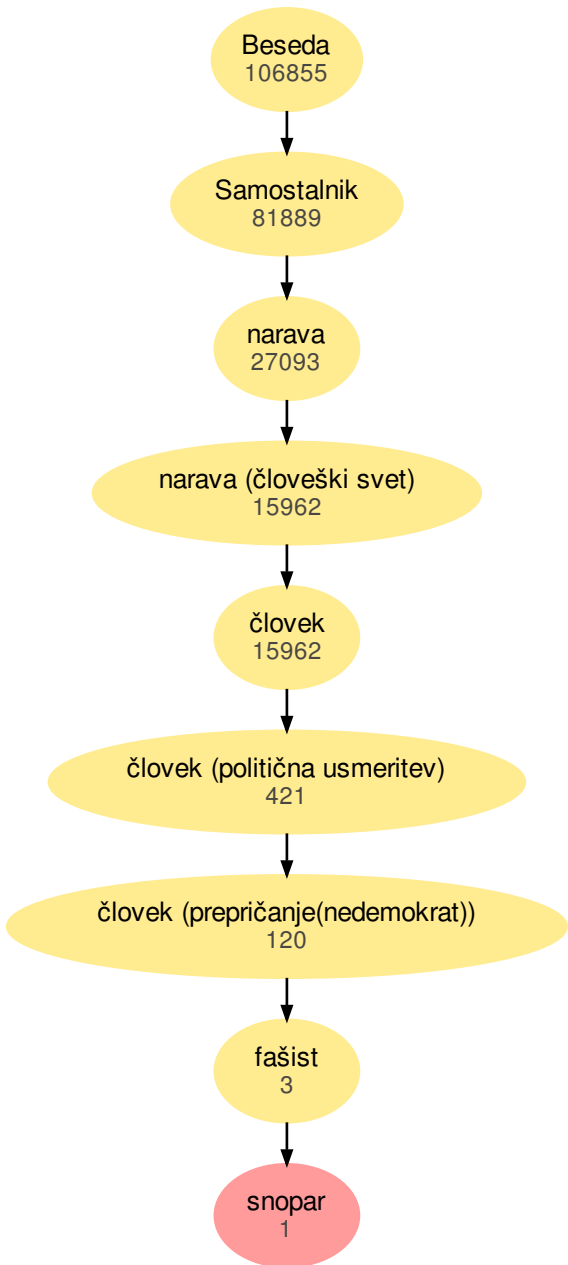 Beseda
106855
Samostalnik
81889
narava
27093
narava (človeški svet)
15962
človek
15962
človek (politična usmeritev)
421
človek (prepričanje(nedemokrat))
120
fašist
3
snopar
1